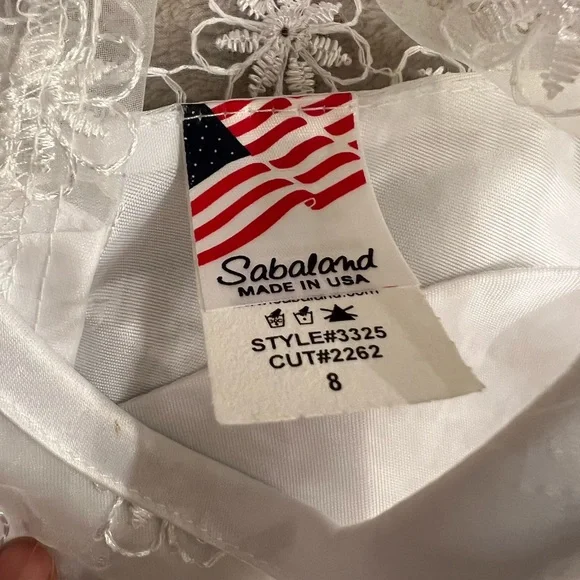 Sabaland
MADE IN USA
STYLE#3325
CUT#2262
8